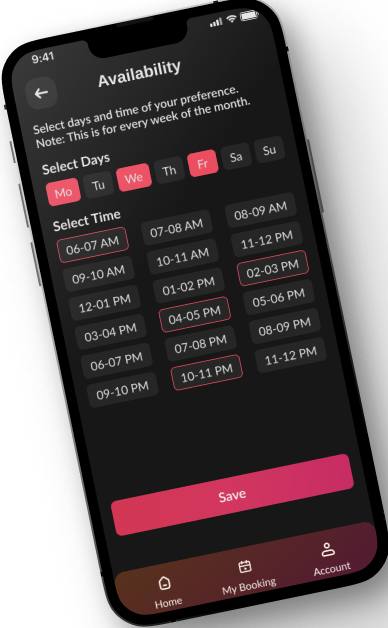 9:41
Availability
Select days and time of your preference.
Note: This is for every week of the month.
Select Days
Mo Tu We Th Fr Sa Su
Select Time
06-07 AM 07-08 AM 08-09 AM
09-10 AM 10-11 AM 11-12 PM
12-01 PM 01-02 PM 02-03 PM
03-04 PM 04-05 PM 05-06 PM
06-07 PM 07-08 PM 08-09 PM
09-10 PM 10-11 PM 11-12 PM
Save
Home My Booking Account